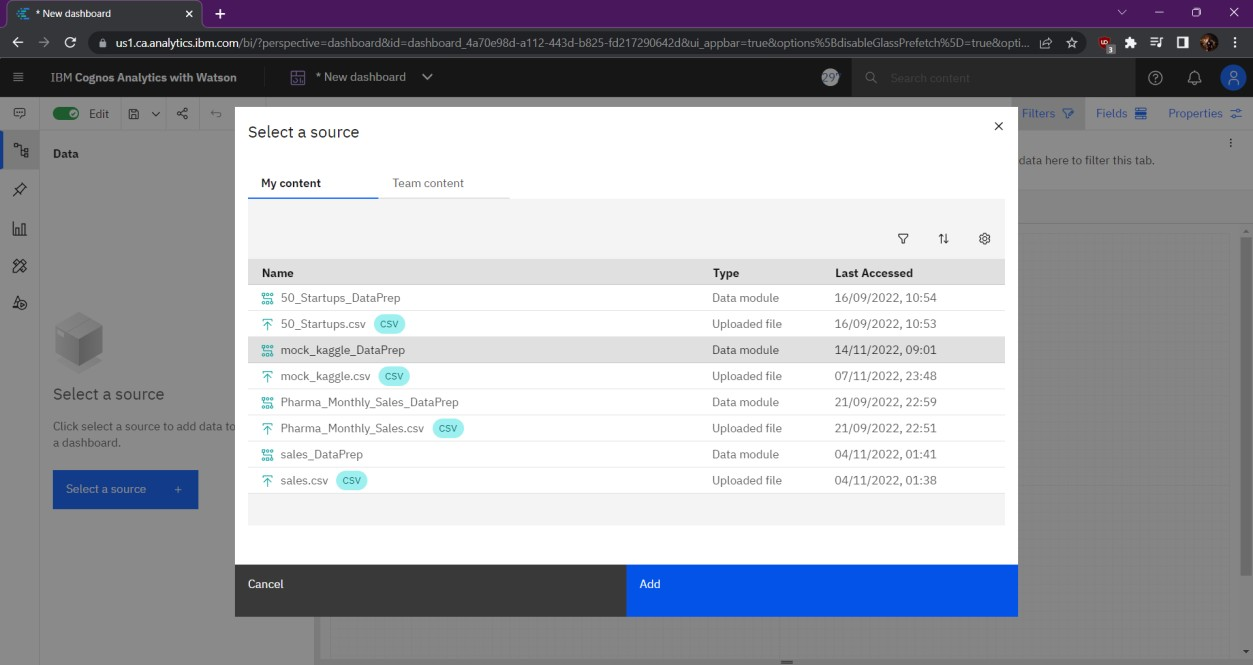 * New dashboard
us1.ca.analytics.ibm.com/bi/?perspective=dashboard&id=dashboard_4a70e98d-a112-443d-b825-fd217290642d&ui_appbar=true&options%5BdisableGlassPrefetch%5D=true&opti...
3
IBM Cognos Analytics with Watson
* New dashboard
29
Search content
Edit
Filters
Fields
Properties
Data
data here to filter this tab.
Select a source
My content
Team content
Name Type Last Accessed
50_Startups_DataPrep Data module 16/09/2022, 10:54
50_Startups.csv CSV Uploaded file 16/09/2022, 10:53
mock_kaggle_DataPrep Data module 14/11/2022, 09:01
mock_kaggle.csv CSV Uploaded file 07/11/2022, 23:48
Pharma_Monthly_Sales_DataPrep Data module 21/09/2022, 22:59
Pharma_Monthly_Sales.csv CSV Uploaded file 21/09/2022, 22:51
sales_DataPrep Data module 04/11/2022, 01:41
sales.csv CSV Uploaded file 04/11/2022, 01:38
Select a source
Click select a source to add data to
a dashboard.
Select a source +
Cancel
Add